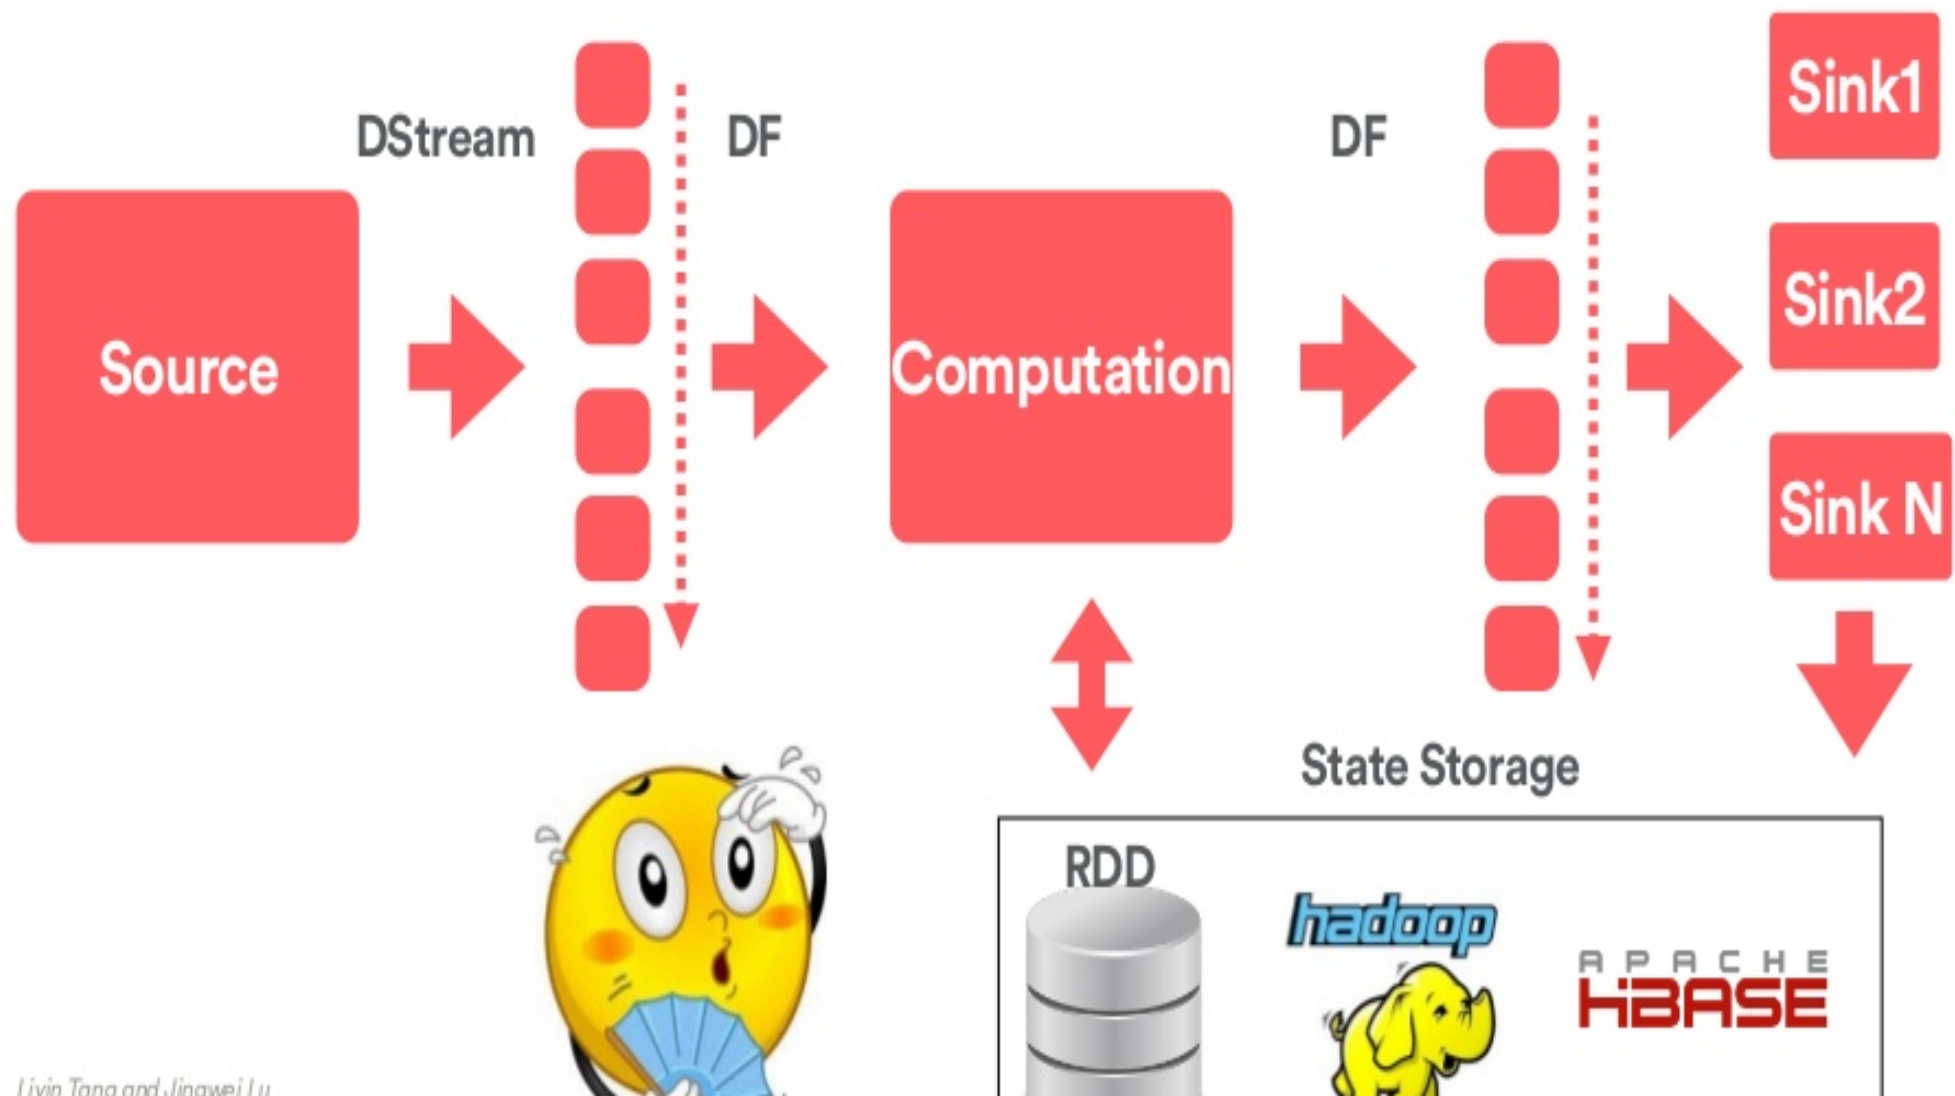 Sink1
DStream
DF
DF
Source
Computation
Sink2
Sink N
State Storage
RDD
hadoop
APACHE
HBASE
Liyin Tang and Jingwei Lu